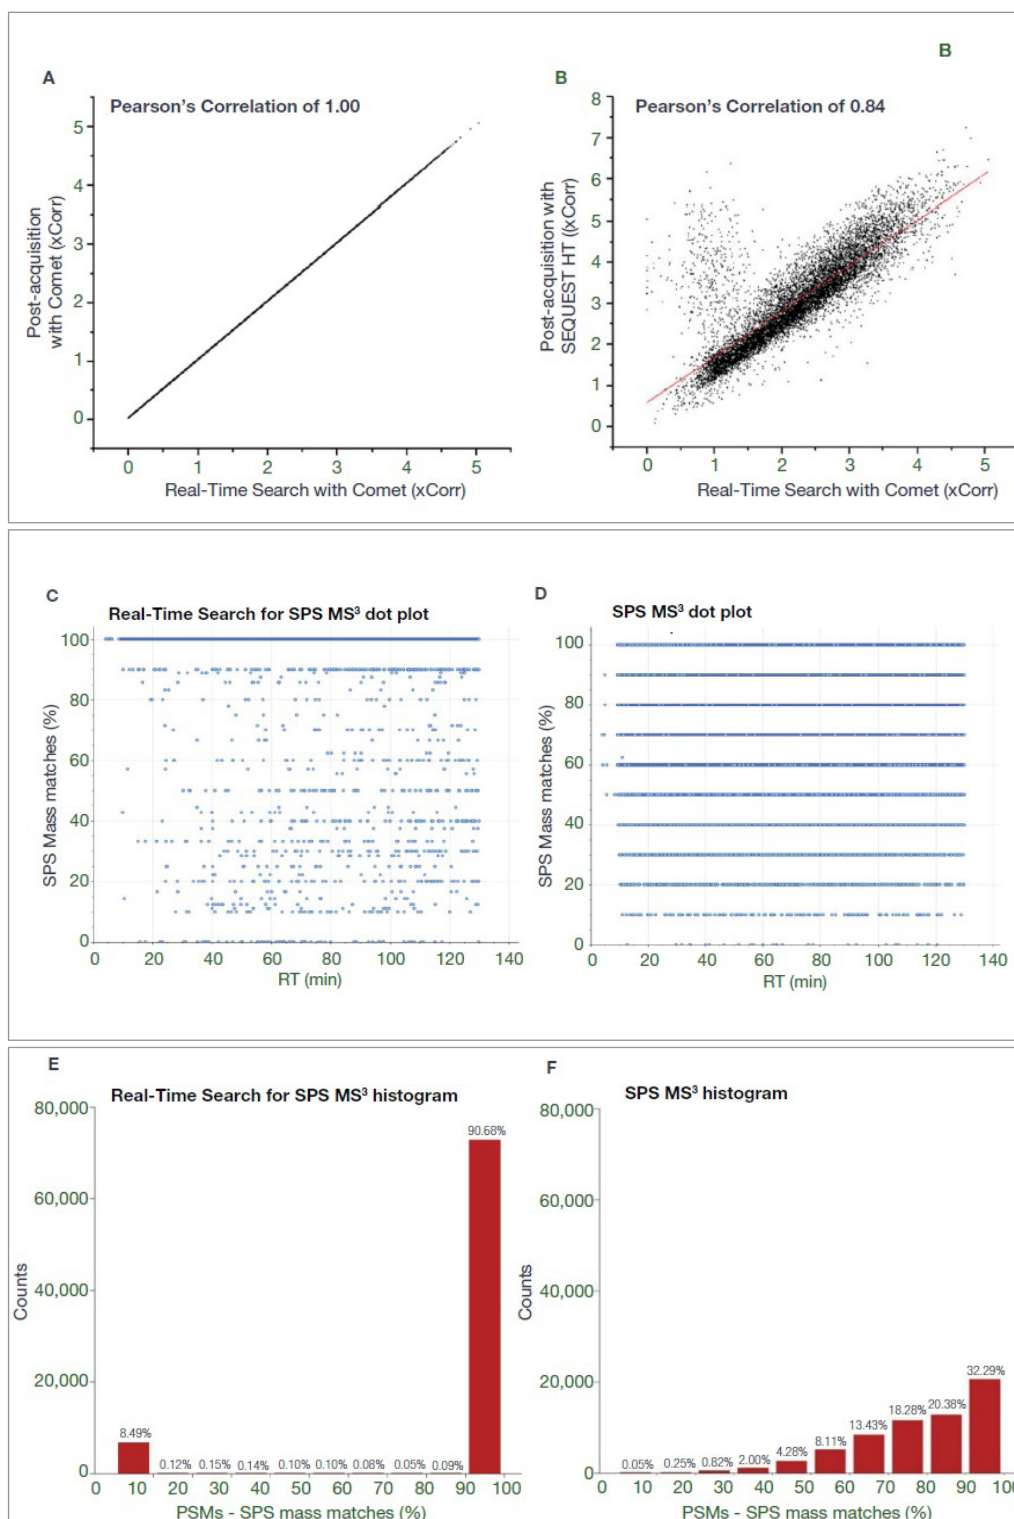 B
A
Pearson's Correlation of 1.00
5
4
3
2
1
0
Post-acquisition
with Comet (xCorr)
0 1 2 3 4 5
Real-Time Search with Comet (xCorr)
B
Pearson's Correlation of 0.84
8
7
6
5
4
3
2
1
0
Post-acquisition with
SEQUEST HT ((xCorr)
0 1 2 3 4 5
Real-Time Search with Comet (xCorr)
C
Real-Time Search for SPS MS³ dot plot
100
80
60
40
20
0
SPS Mass matches (%)
0 20 40 60 80 100 120 140
RT (min)
D
SPS MS³ dot plot
100
80
60
40
20
0
SPS Mass matches (%)
0 20 40 60 80 100 120 140
RT (min)
E
Real-Time Search for SPS MS³ histogram
80,000
60,000
40,000
20,000
0
Counts
8.49% 0.12% 0.15% 0.14% 0.10% 0.10% 0.08% 0.05% 0.09% 90.68%
0 10 20 30 40 50 60 70 80 90 100
PSMs - SPS mass matches (%)
F
SPS MS³ histogram
80,000
60,000
40,000
20,000
0
Counts
0.05% 0.25% 0.82% 2.00% 4.28% 8.11% 13.43% 18.28% 20.38% 32.29%
0 10 20 30 40 50 60 70 80 90 100
PSMs - SPS mass matches (%)